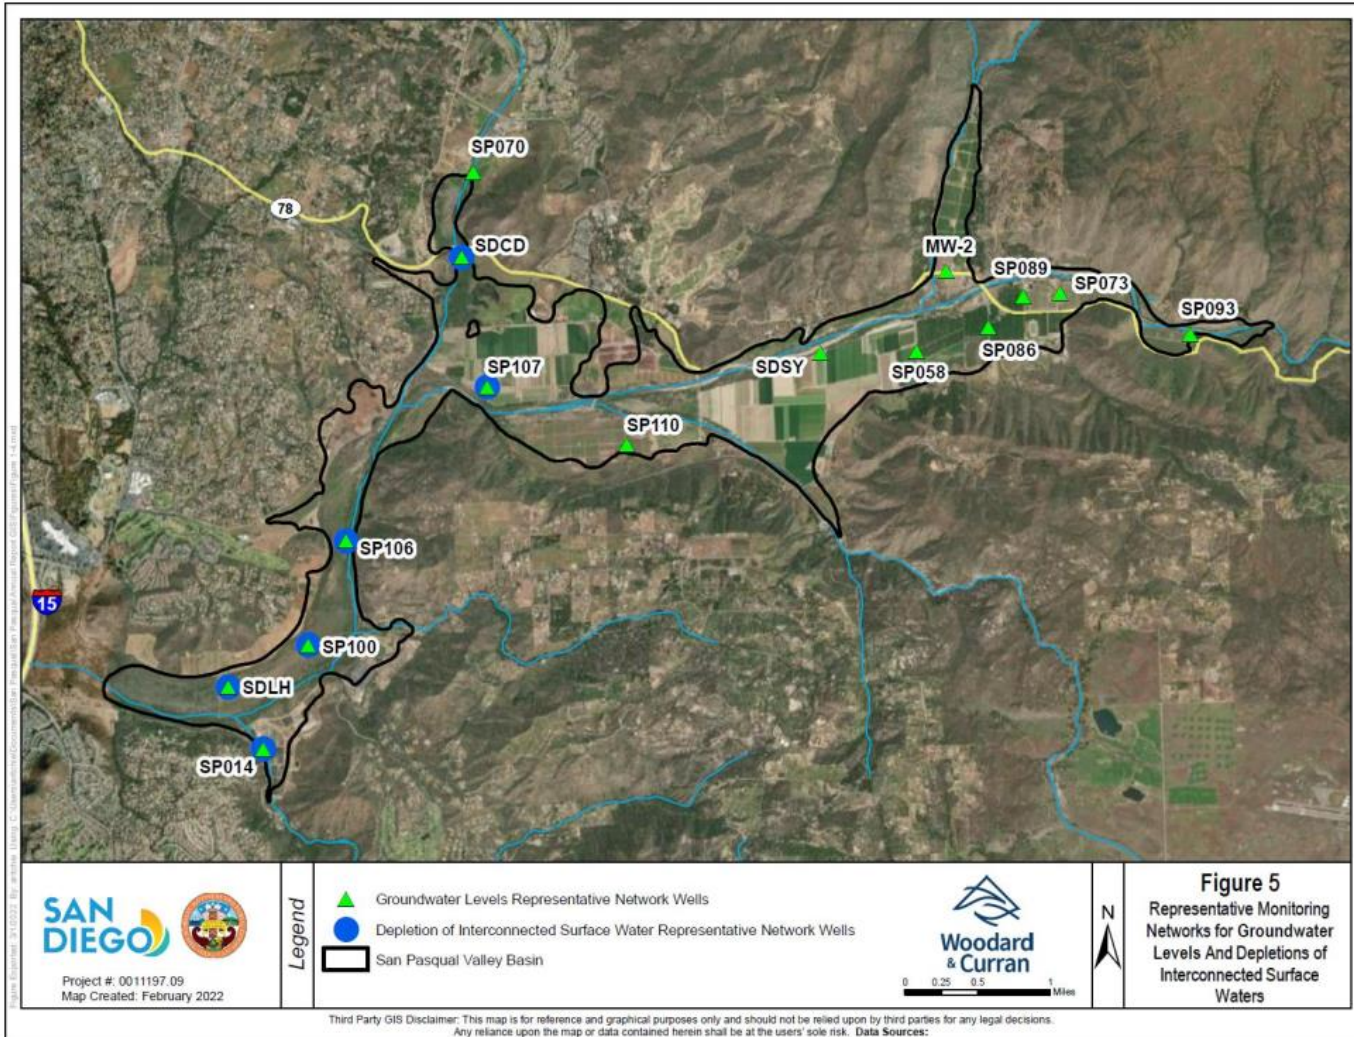 SP070
78
SDCD
MW-2
SP089
SP073
SP093
SP086
SDSY
SP058
SP107
SP110
SP106
15
SP100
SDLH
SP014
SAN
DIEGO
Project #: 0011197.09
Map Created: February 2022
Legend
Groundwater Levels Representative Network Wells
Depletion of Interconnected Surface Water Representative Network Wells
San Pasqual Valley Basin
Woodard
& Curran
0 0.25 0.5 1
Miles
N
Figure 5
Representative Monitoring
Networks for Groundwater
Levels And Depletions of
Interconnected Surface
Waters
Third Party GIS Disclaimer: This map is for reference and graphical purposes only and should not be relied upon by third parties for any legal decisions.
Any reliance upon the map or data contained herein shall be at the users' sole risk. Data Sources: